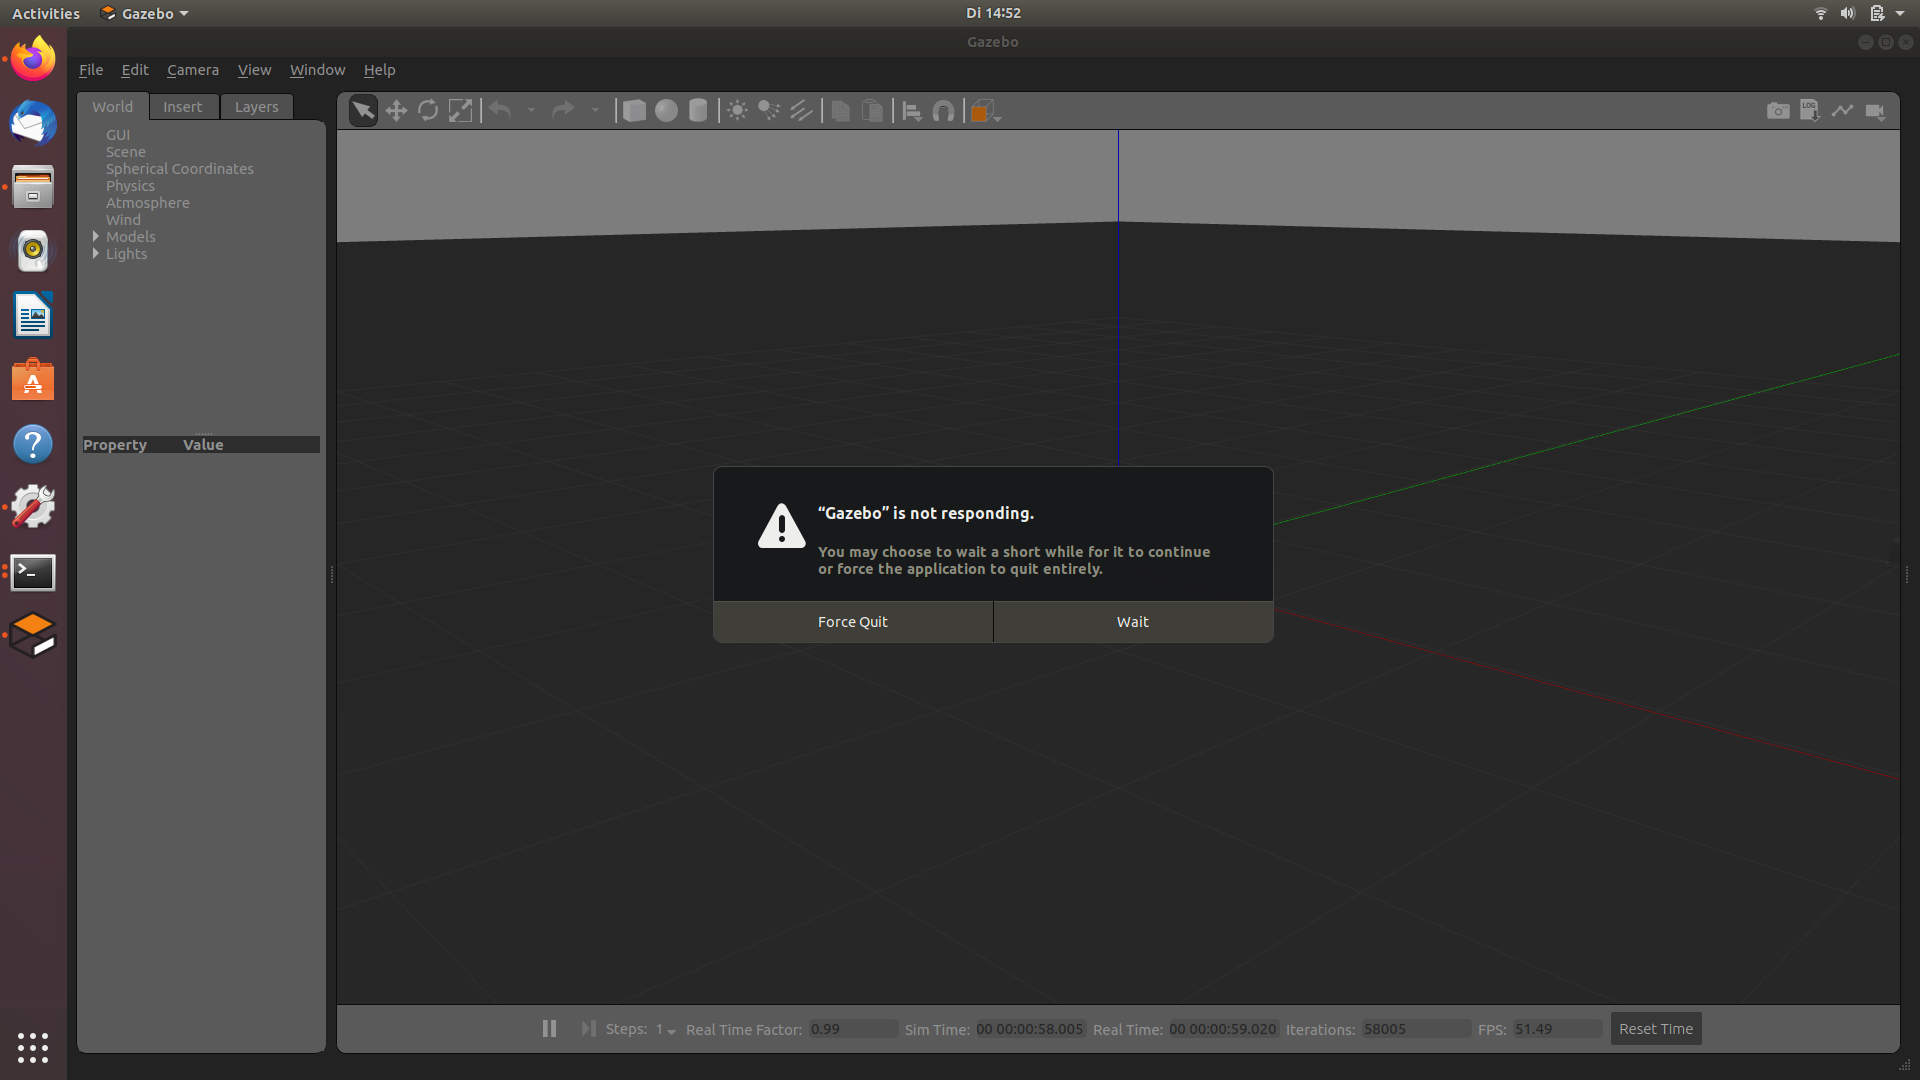 Activities Gazebo Di 14:52
Gazebo
File Edit Camera View Window Help
World Insert Layers
LOG
GUI
Scene
Spherical Coordinates
Physics
Atmosphere
Wind
Models
Lights
Property Value
“Gazebo” is not responding.
You may choose to wait a short while for it to continue
or force the application to quit entirely.
Force Quit Wait
Steps: 1 Real Time Factor: 0.99 Sim Time: 00 00:00:58.005 Real Time: 00 00:00:59.020 Iterations: 58005 FPS: 51.49 Reset Time